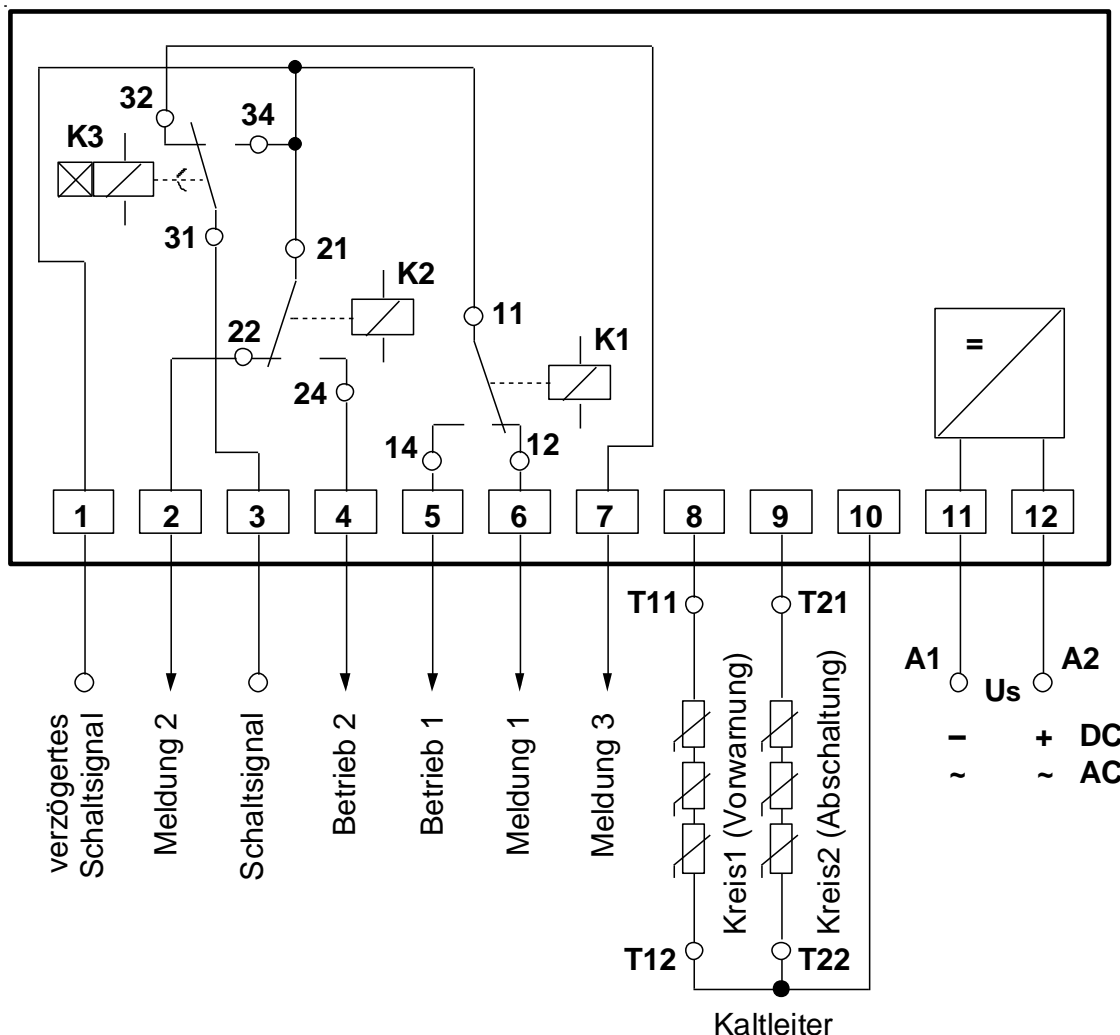 32
34
K3
31
21
K2
11
22
K1
24
14
12
=
1
2
3
4
5
6
7
8
9
10
11
12
T11
T21
A1
A2
Us
– + DC
~ ~ AC
verzögertes
Schaltsignal
Meldung 2
Schaltsignal
Betrieb 2
Betrieb 1
Meldung 1
Meldung 3
Kreis1 (Vorwarnung)
Kreis2 (Abschaltung)
T12
T22
Kaltleiter